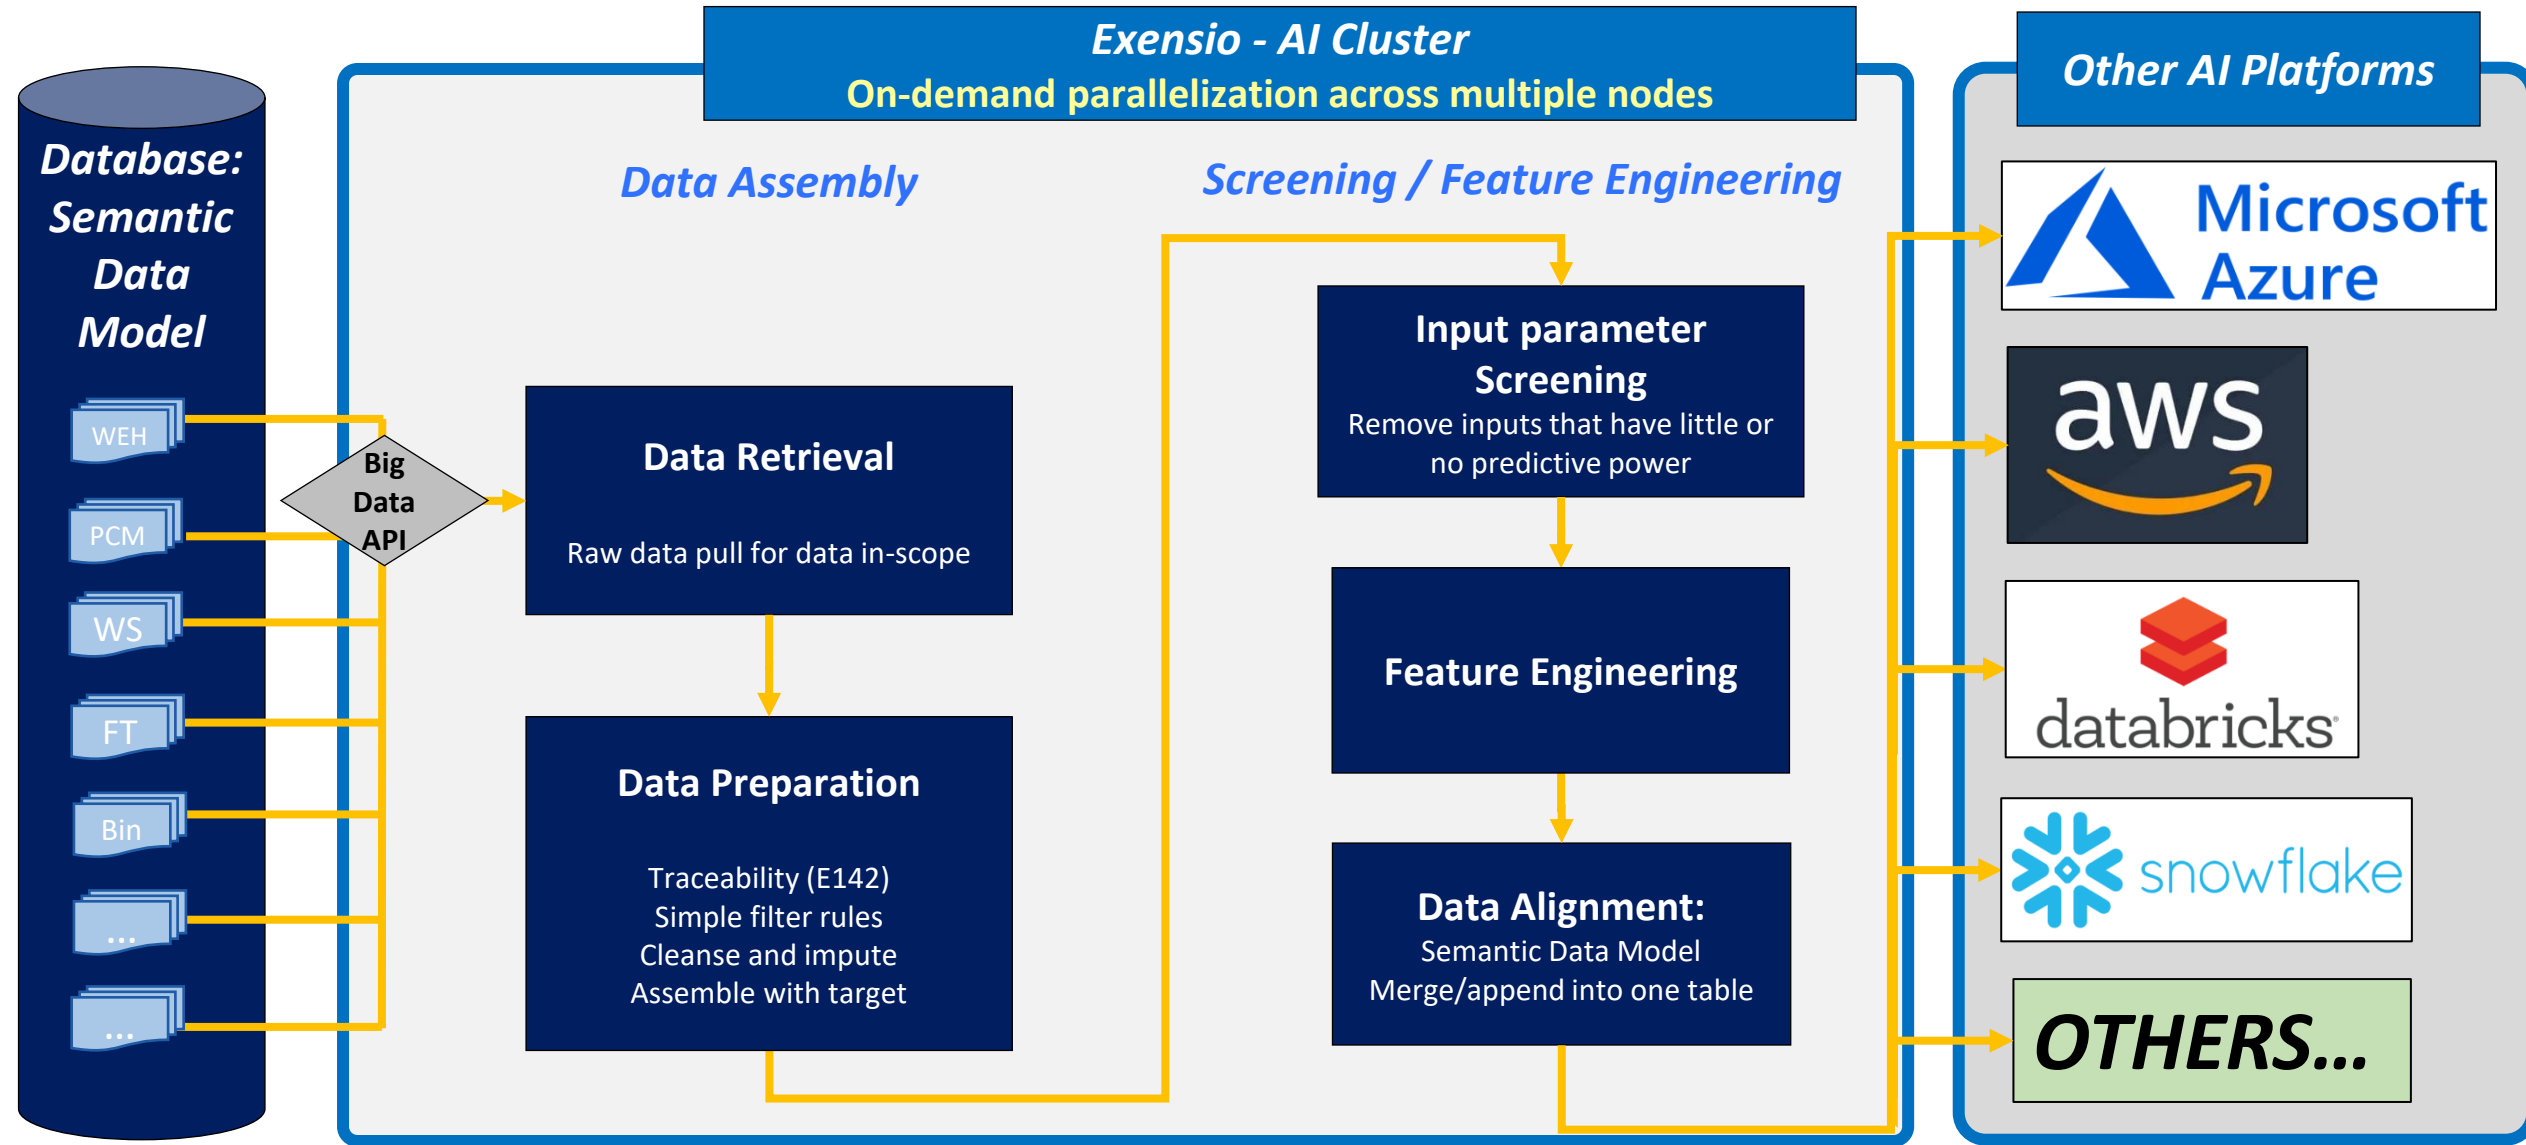 Exensio - AI Cluster
On-demand parallelization across multiple nodes
Other AI Platforms
Database:
Semantic
Data
Model
WEH
PCM
WS
FT
Bin
...
...
Big
Data
API
Data Assembly
Data Retrieval
Raw data pull for data in-scope
Data Preparation
Traceability (E142)
Simple filter rules
Cleanse and impute
Assemble with target
Screening / Feature Engineering
Input parameter
Screening
Remove inputs that have little or
no predictive power
Feature Engineering
Data Alignment:
Semantic Data Model
Merge/append into one table
Microsoft
Azure
aws
databricks
snowflake
OTHERS...